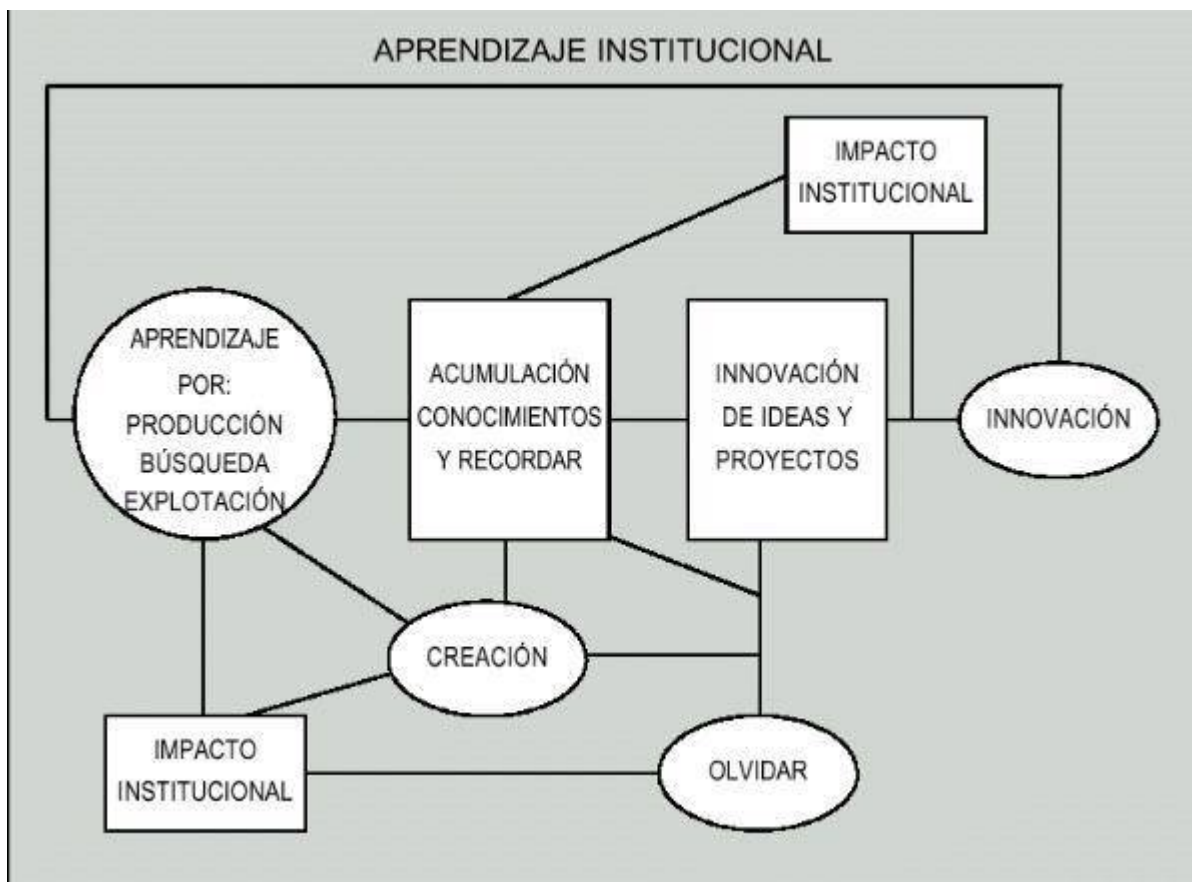 APRENDIZAJE INSTITUCIONAL
IMPACTO
INSTITUCIONAL
APRENDIZAJE
POR:
PRODUCCIÓN
BÚSQUEDA
EXPLOTACIÓN
ACUMULACIÓN
CONOCIMIENTOS
Y RECORDAR
INNOVACIÓN
DE IDEAS Y
PROYECTOS
INNOVACIÓN
CREACIÓN
IMPACTO
INSTITUCIONAL
OLVIDAR